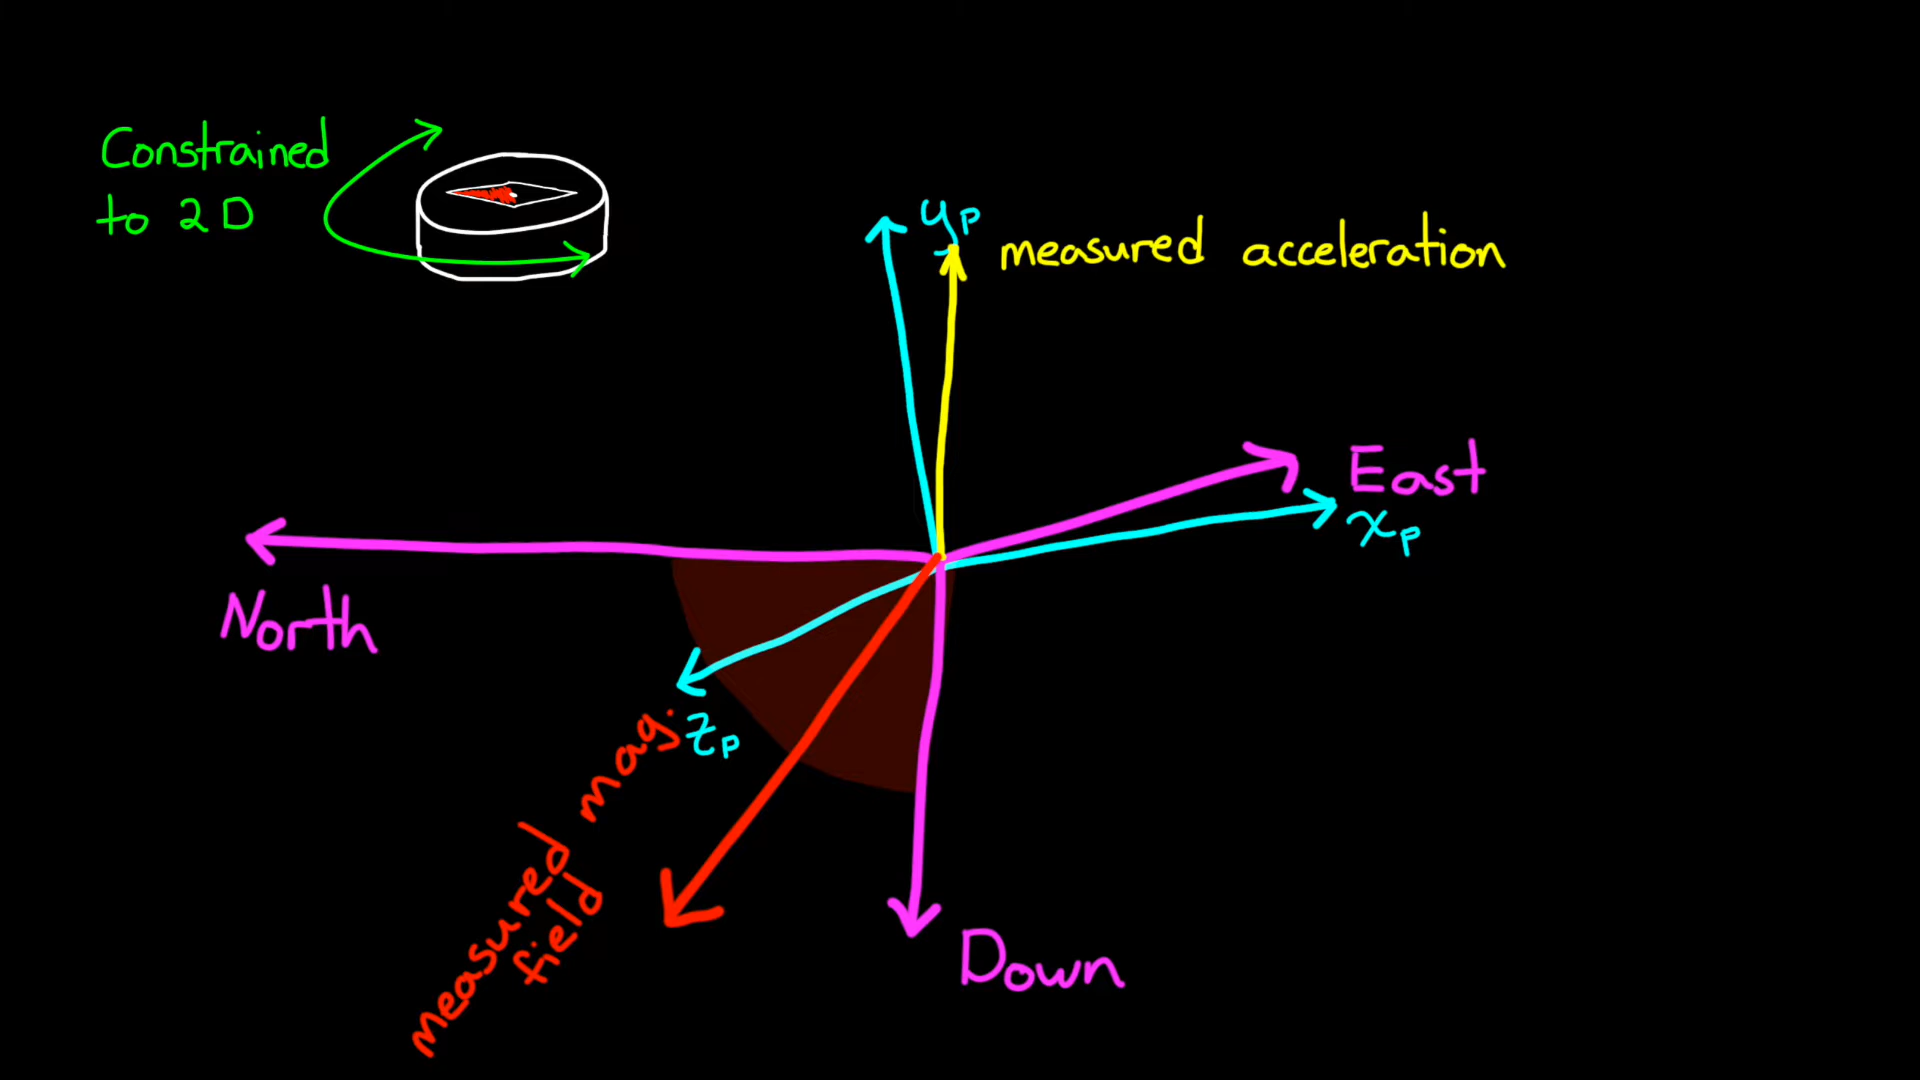 Constrained
to 2D
yₚ
measured acceleration
East
xₚ
North
zₚ
measured mag.
field
Down